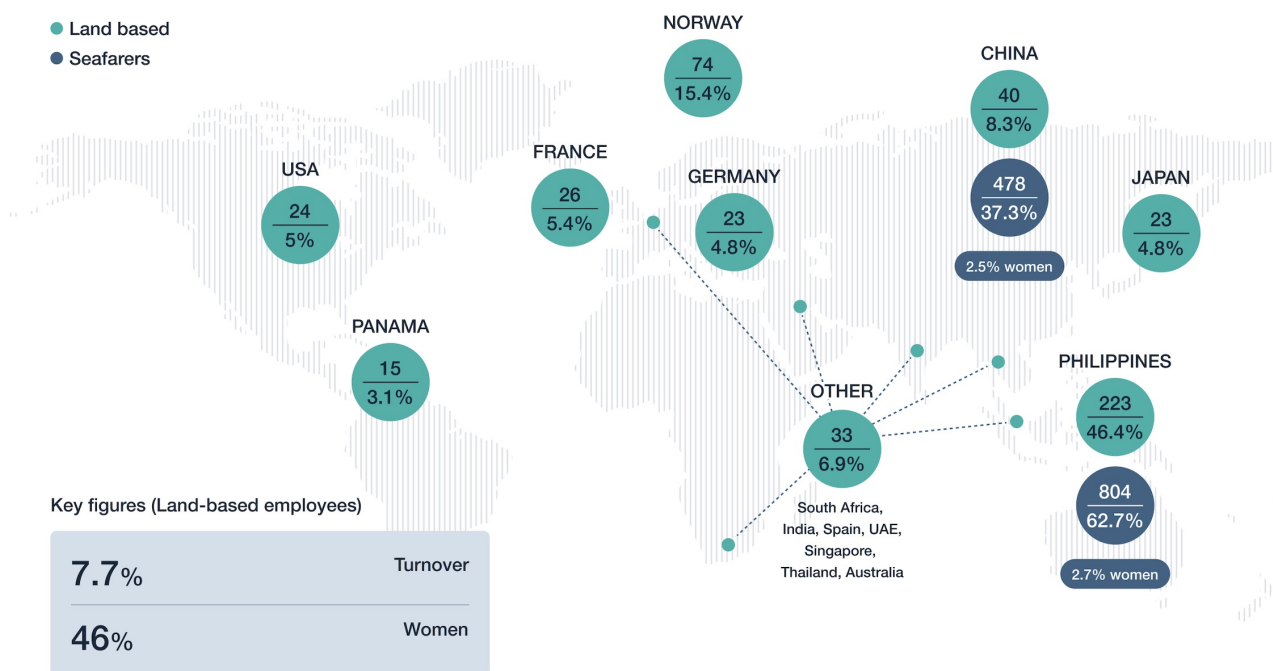 Land based
Seafarers
NORWAY
74
15.4%
CHINA
40
8.3%
478
37.3%
2.5% women
FRANCE
26
5.4%
USA
24
5%
GERMANY
23
4.8%
JAPAN
23
4.8%
PANAMA
15
3.1%
PHILIPPINES
223
46.4%
804
62.7%
2.7% women
OTHER
33
6.9%
South Africa,
India, Spain, UAE,
Singapore,
Thailand, Australia
Key figures (Land-based employees)
7.7%
Turnover
46%
Women